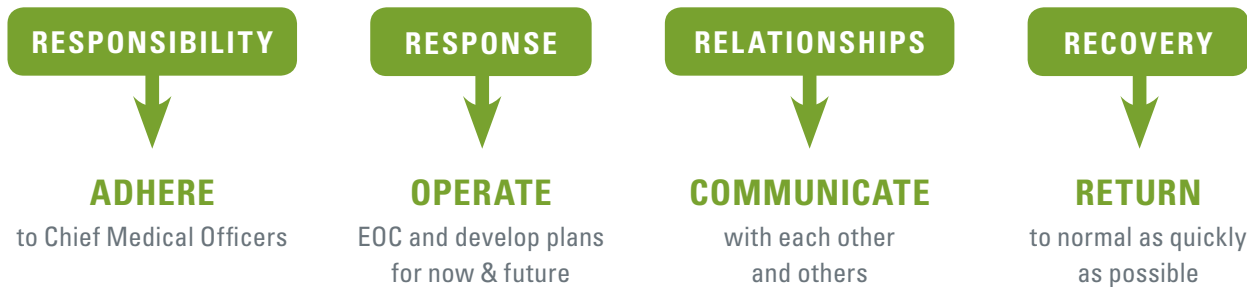 RESPONSIBILITY
ADHERE
to Chief Medical Officers
RESPONSE
OPERATE
EOC and develop plans
for now & future
RELATIONSHIPS
COMMUNICATE
with each other
and others
RECOVERY
RETURN
to normal as quickly
as possible